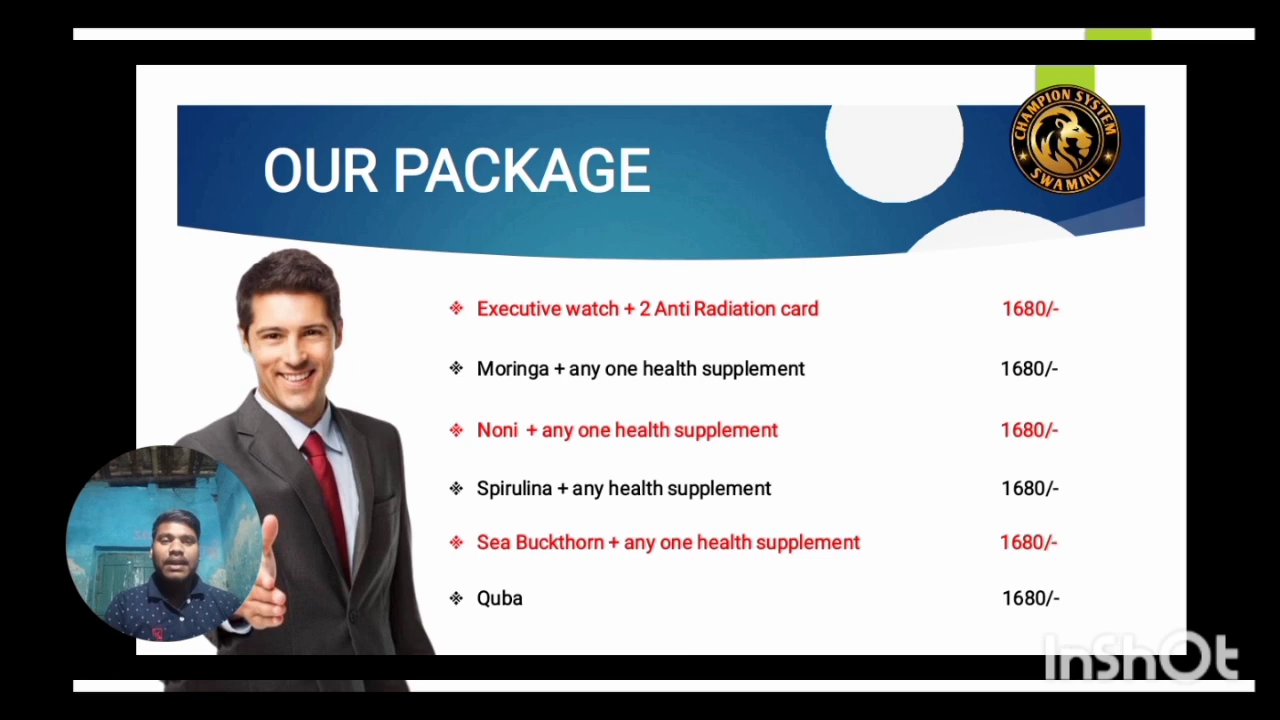 OUR PACKAGE
CHAMPION SYSTEM
SWAMINI
❖ Executive watch + 2 Anti Radiation card 1680/-
❖ Moringa + any one health supplement 1680/-
❖ Noni + any one health supplement 1680/-
❖ Spirulina + any health supplement 1680/-
❖ Sea Buckthorn + any one health supplement 1680/-
❖ Quba 1680/-
InShOt